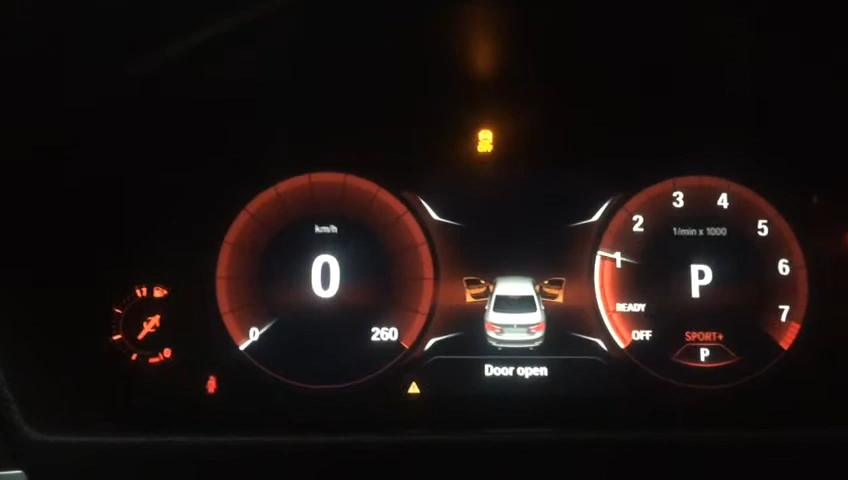 OFF
km/h
0
0
260
Door open
1
2
3
4
5
6
7
1/min x 1000
P
READY
OFF
SPORT+
P